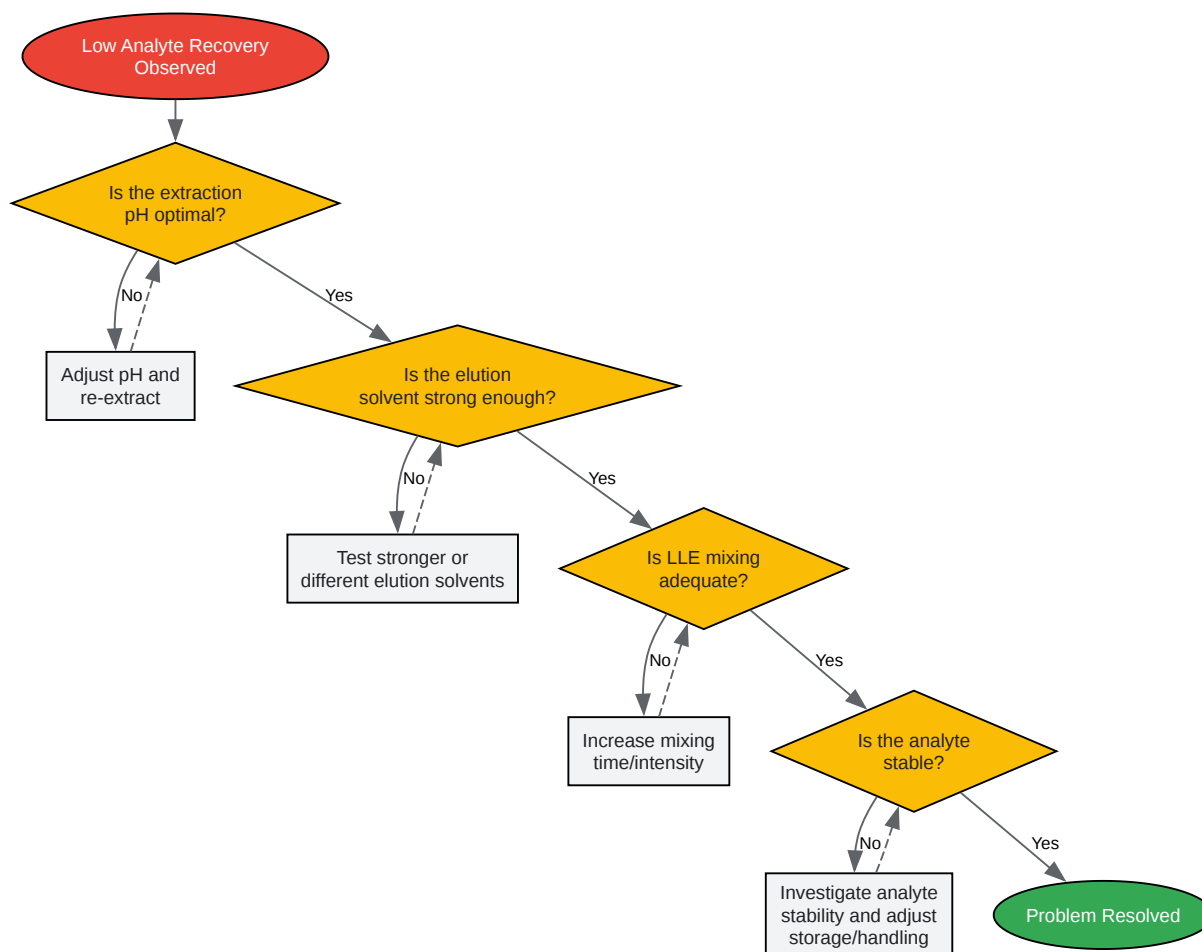 Low Analyte Recovery
Observed
Is the extraction
pH optimal?
No
Yes
Adjust pH and
re-extract
Is the elution
solvent strong enough?
No
Yes
Test stronger or
different elution solvents
Is LLE mixing
adequate?
No
Yes
Increase mixing
time/intensity
Is the analyte
stable?
No
Yes
Investigate analyte
stability and adjust
storage/handling
Problem Resolved